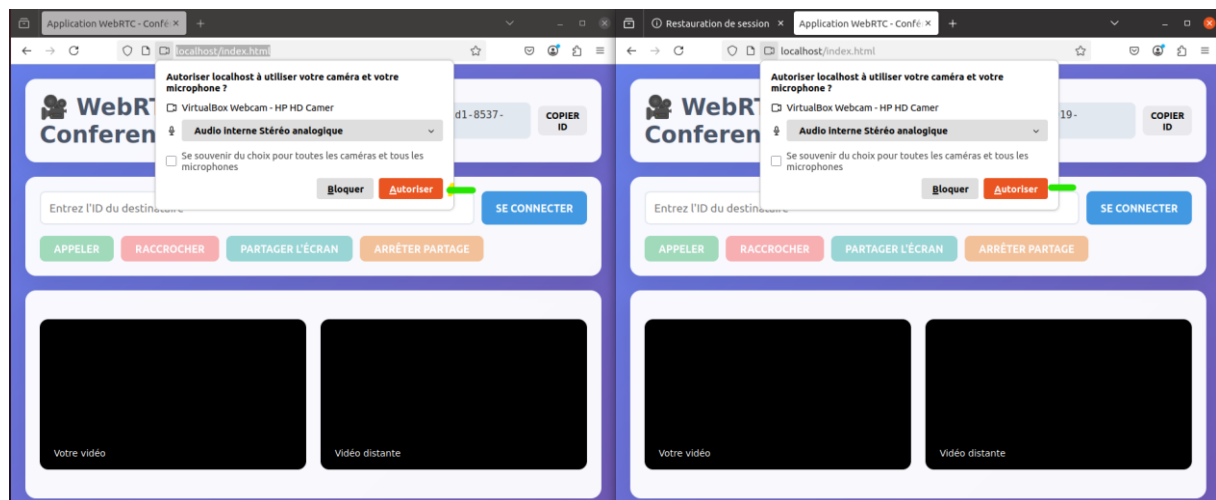 Application WebRTC - Confé
localhost/index.html
Autoriser localhost à utiliser votre caméra et votre
microphone ?
VirtualBox Webcam - HP HD Camer
Audio interne Stéréo analogique
Se souvenir du choix pour toutes les caméras et tous les
microphones
Bloquer
Autoriser
WebRT
Conferen
d1-8537-
COPIER
ID
Entrez l'ID du destinataire
SE CONNECTER
APPELER
RACCROCHER
PARTAGER L'ÉCRAN
ARRÊTER PARTAGE
Votre vidéo
Vidéo distante
Restauration de session
Application WebRTC - Confé
localhost/index.html
Autoriser localhost à utiliser votre caméra et votre
microphone ?
VirtualBox Webcam - HP HD Camer
Audio interne Stéréo analogique
Se souvenir du choix pour toutes les caméras et tous les
microphones
Bloquer
Autoriser
WebRT
Conferen
19-
COPIER
ID
Entrez l'ID du destinataire
SE CONNECTER
APPELER
RACCROCHER
PARTAGER L'ÉCRAN
ARRÊTER PARTAGE
Votre vidéo
Vidéo distante